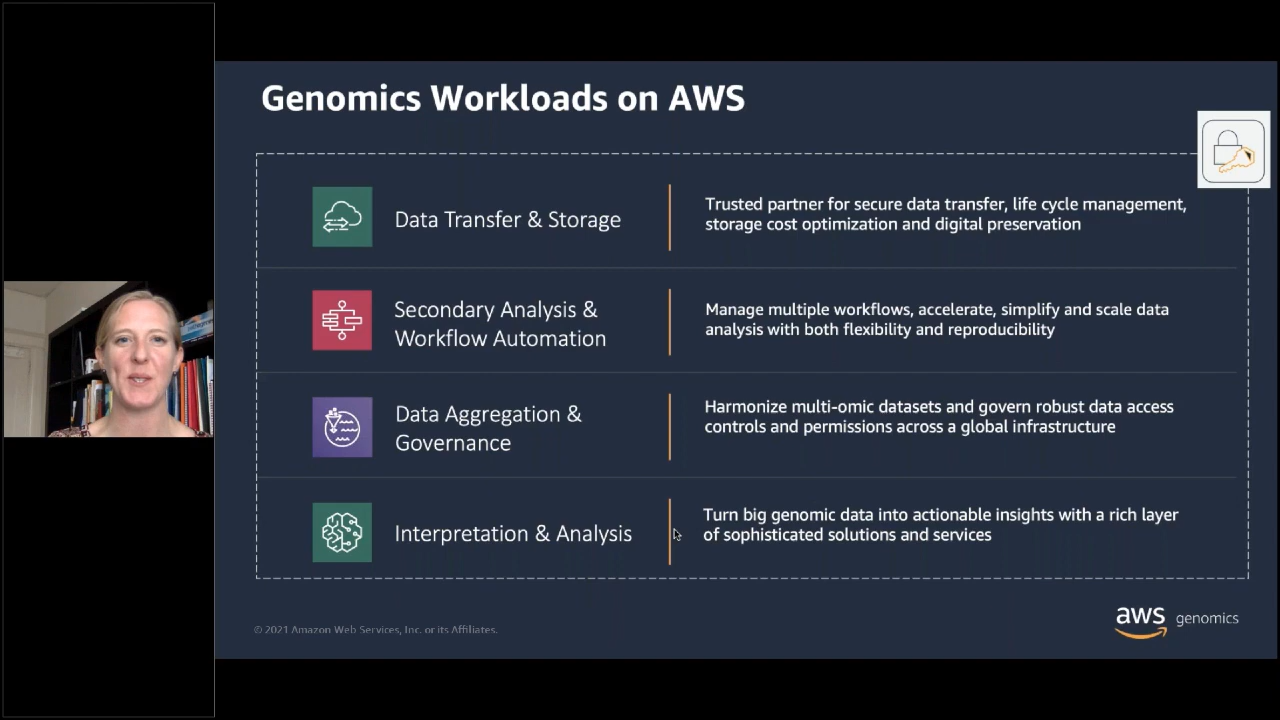 Genomics Workloads on AWS
Data Transfer & Storage
Trusted partner for secure data transfer, life cycle management,
storage cost optimization and digital preservation
Secondary Analysis &
Workflow Automation
Manage multiple workflows, accelerate, simplify and scale data
analysis with both flexibility and reproducibility
Data Aggregation &
Governance
Harmonize multi-omic datasets and govern robust data access
controls and permissions across a global infrastructure
Interpretation & Analysis
Turn big genomic data into actionable insights with a rich layer
of sophisticated solutions and services
© 2021 Amazon Web Services, Inc. or its Affiliates.
aws genomics